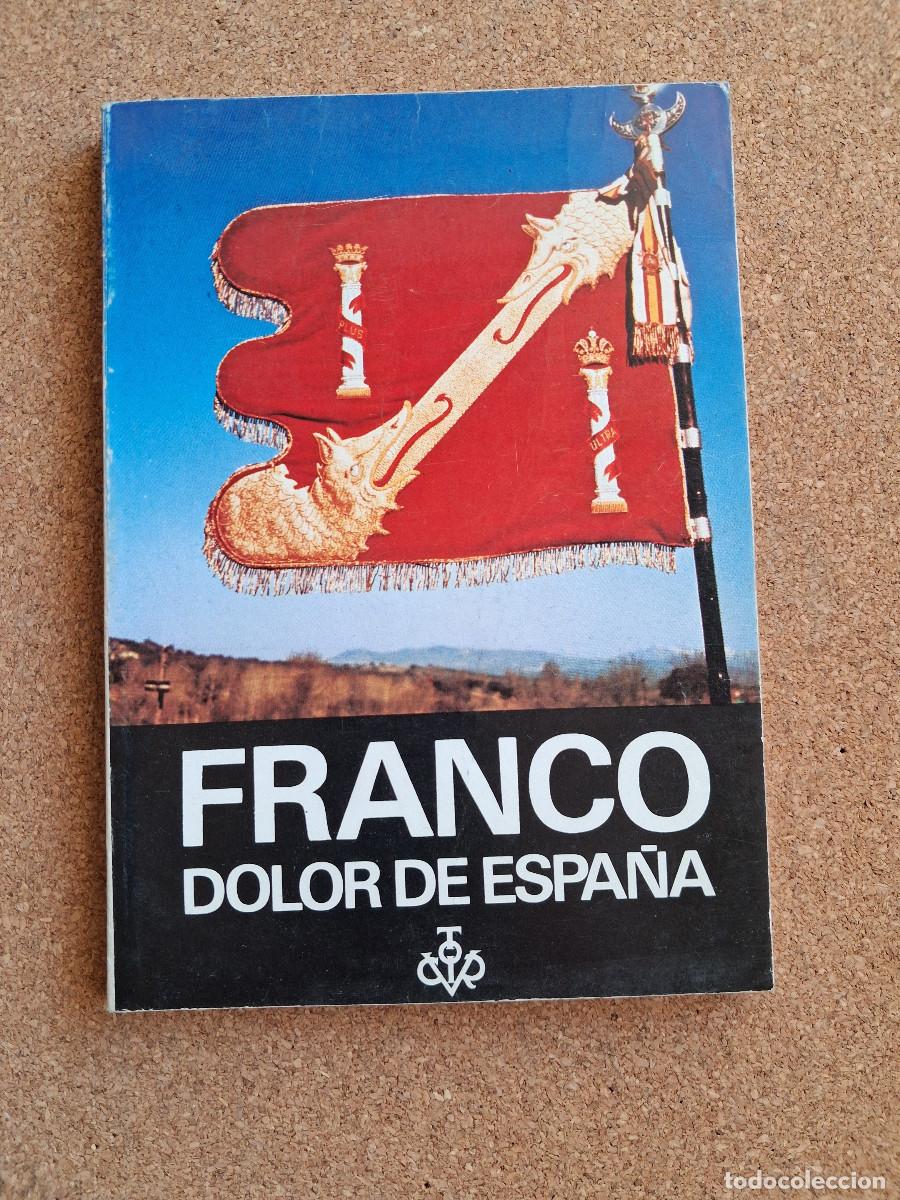 PLUS
ULTRA
FRANCO
DOLOR DE ESPAÑA
todocoleccion